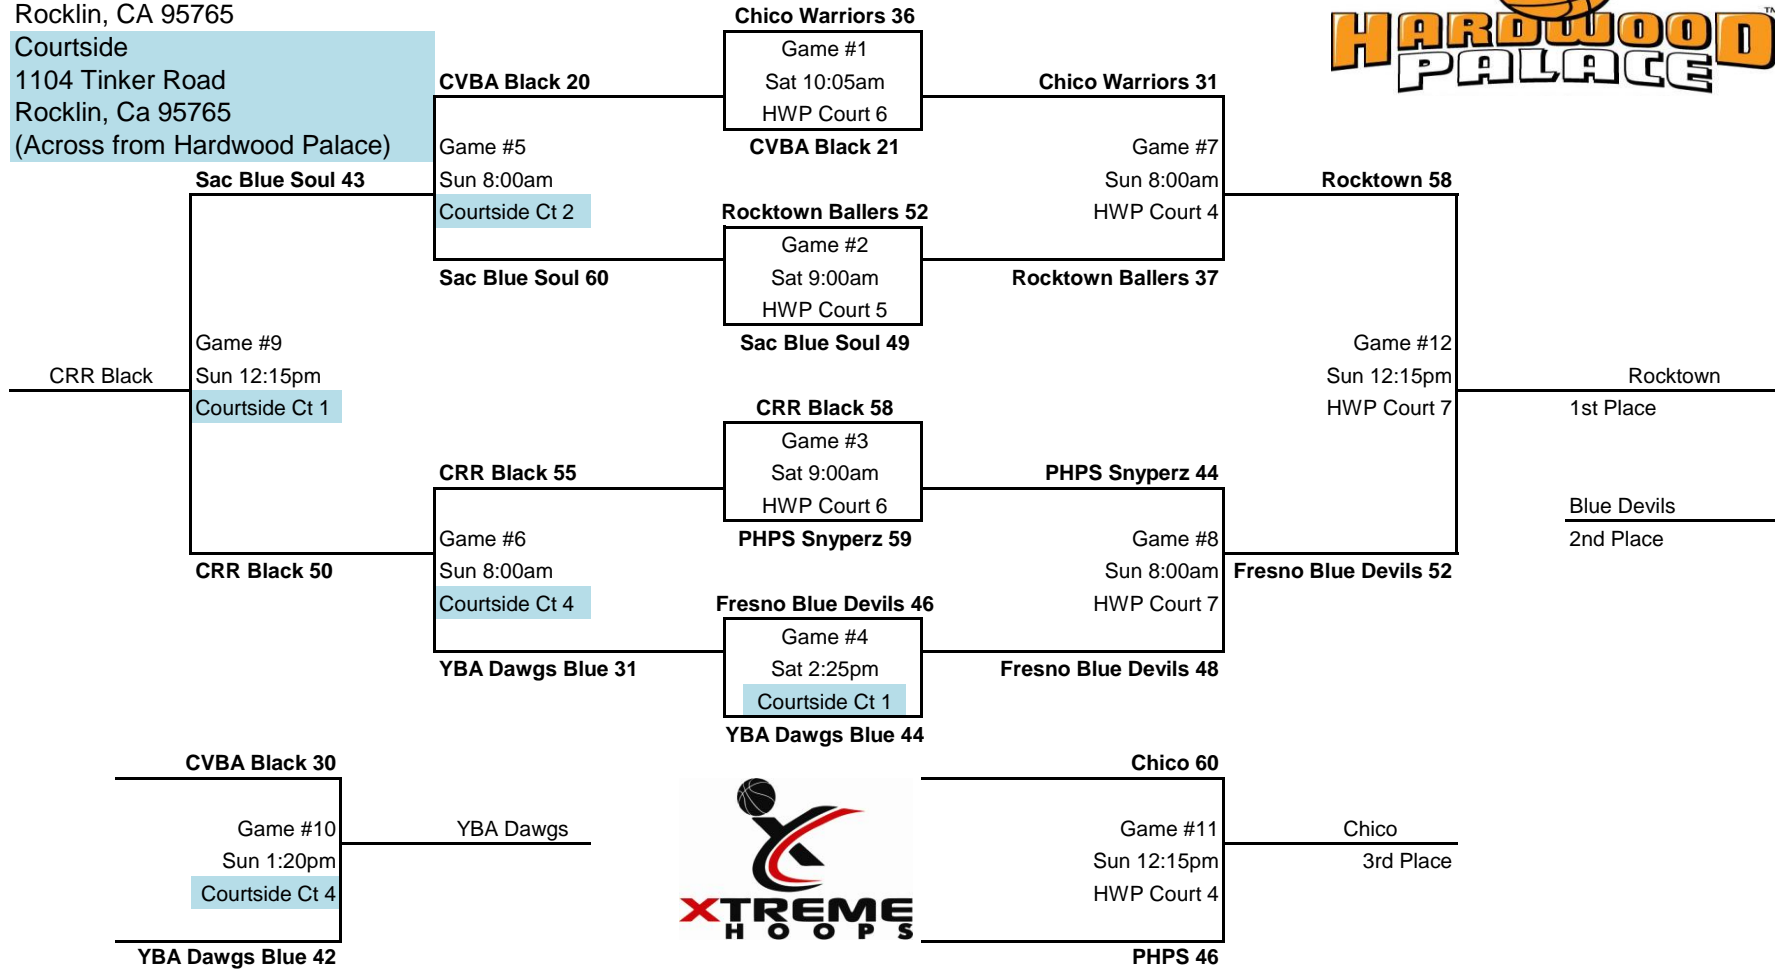 Rocklin, CA 95765
Courtside
1104 Tinker Road
Rocklin, Ca 95765
(Across from Hardwood Palace)
HARDWOOD
PALACE
TM
Chico Warriors 36
Game #1
Sat 10:05am
HWP Court 6
CVBA Black 21
CVBA Black 20
Game #5
Sun 8:00am
Courtside Ct 2
Sac Blue Soul 60
Chico Warriors 31
Game #7
Sun 8:00am
HWP Court 4
Rocktown Ballers 37
Rocktown Ballers 52
Game #2
Sat 9:00am
HWP Court 5
Sac Blue Soul 49
Sac Blue Soul 43
Game #9
Sun 12:15pm
Courtside Ct 1
CRR Black 50
CRR Black
Rocktown 58
Game #12
Sun 12:15pm
HWP Court 7
Fresno Blue Devils 52
Rocktown
1st Place
Blue Devils
2nd Place
CRR Black 58
Game #3
Sat 9:00am
HWP Court 6
PHPS Snyperz 59
CRR Black 55
Game #6
Sun 8:00am
Courtside Ct 4
YBA Dawgs Blue 31
PHPS Snyperz 44
Game #8
Sun 8:00am
HWP Court 7
Fresno Blue Devils 48
Fresno Blue Devils 46
Game #4
Sat 2:25pm
Courtside Ct 1
YBA Dawgs Blue 44
CVBA Black 30
Game #10
Sun 1:20pm
Courtside Ct 4
YBA Dawgs Blue 42
YBA Dawgs
XTREME
HOOPS
Chico 60
Game #11
Sun 12:15pm
HWP Court 4
PHPS 46
Chico
3rd Place